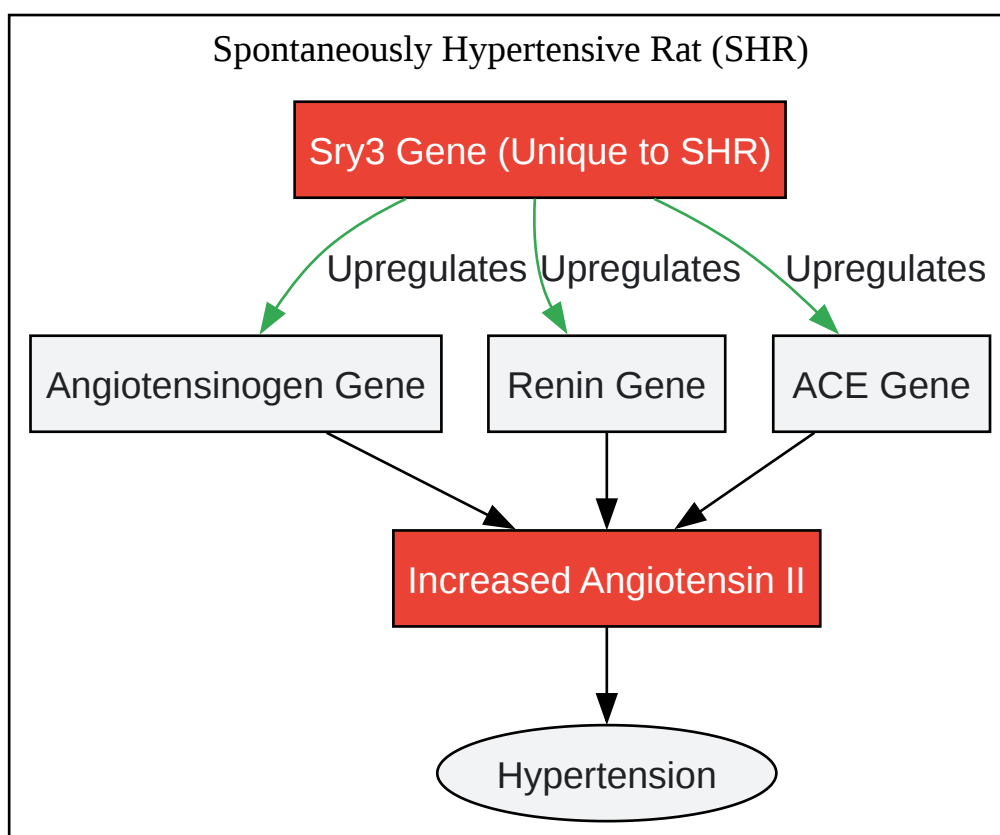 Spontaneously Hypertensive Rat (SHR)
Sry3 Gene (Unique to SHR)
Upregulates
Upregulates
Upregulates
Angiotensinogen Gene
Renin Gene
ACE Gene
Increased Angiotensin II
Hypertension